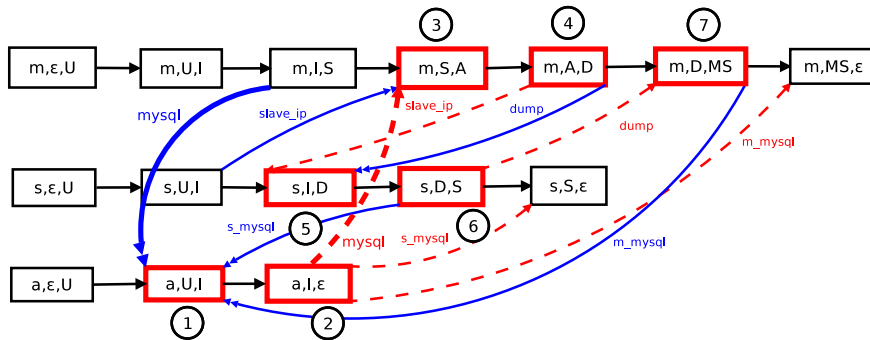 3 4 7
m,ε,U m,U,I m,I,S m,S,A m,A,D m,D,MS m,MS,ε
mysql slave_ip slave_ip dump dump m_mysql
s,ε,U s,U,I s,I,D s,D,S s,S,ε
s_mysql 5 mysql s_mysql 6 m_mysql
a,ε,U a,U,I a,I,ε
1 2